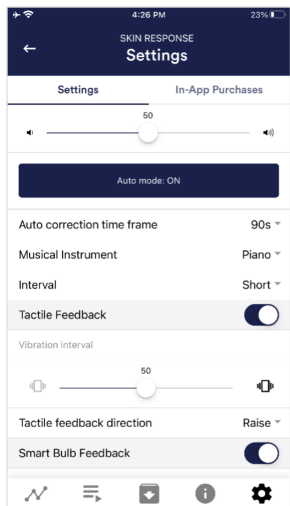 4:26 PM
23%
SKIN RESPONSE
Settings
Settings
In-App Purchases
50
Auto mode: ON
Auto correction time frame
90s
Musical Instrument
Piano
Interval
Short
Tactile Feedback
Vibration interval
50
Tactile feedback direction
Raise
Smart Bulb Feedback